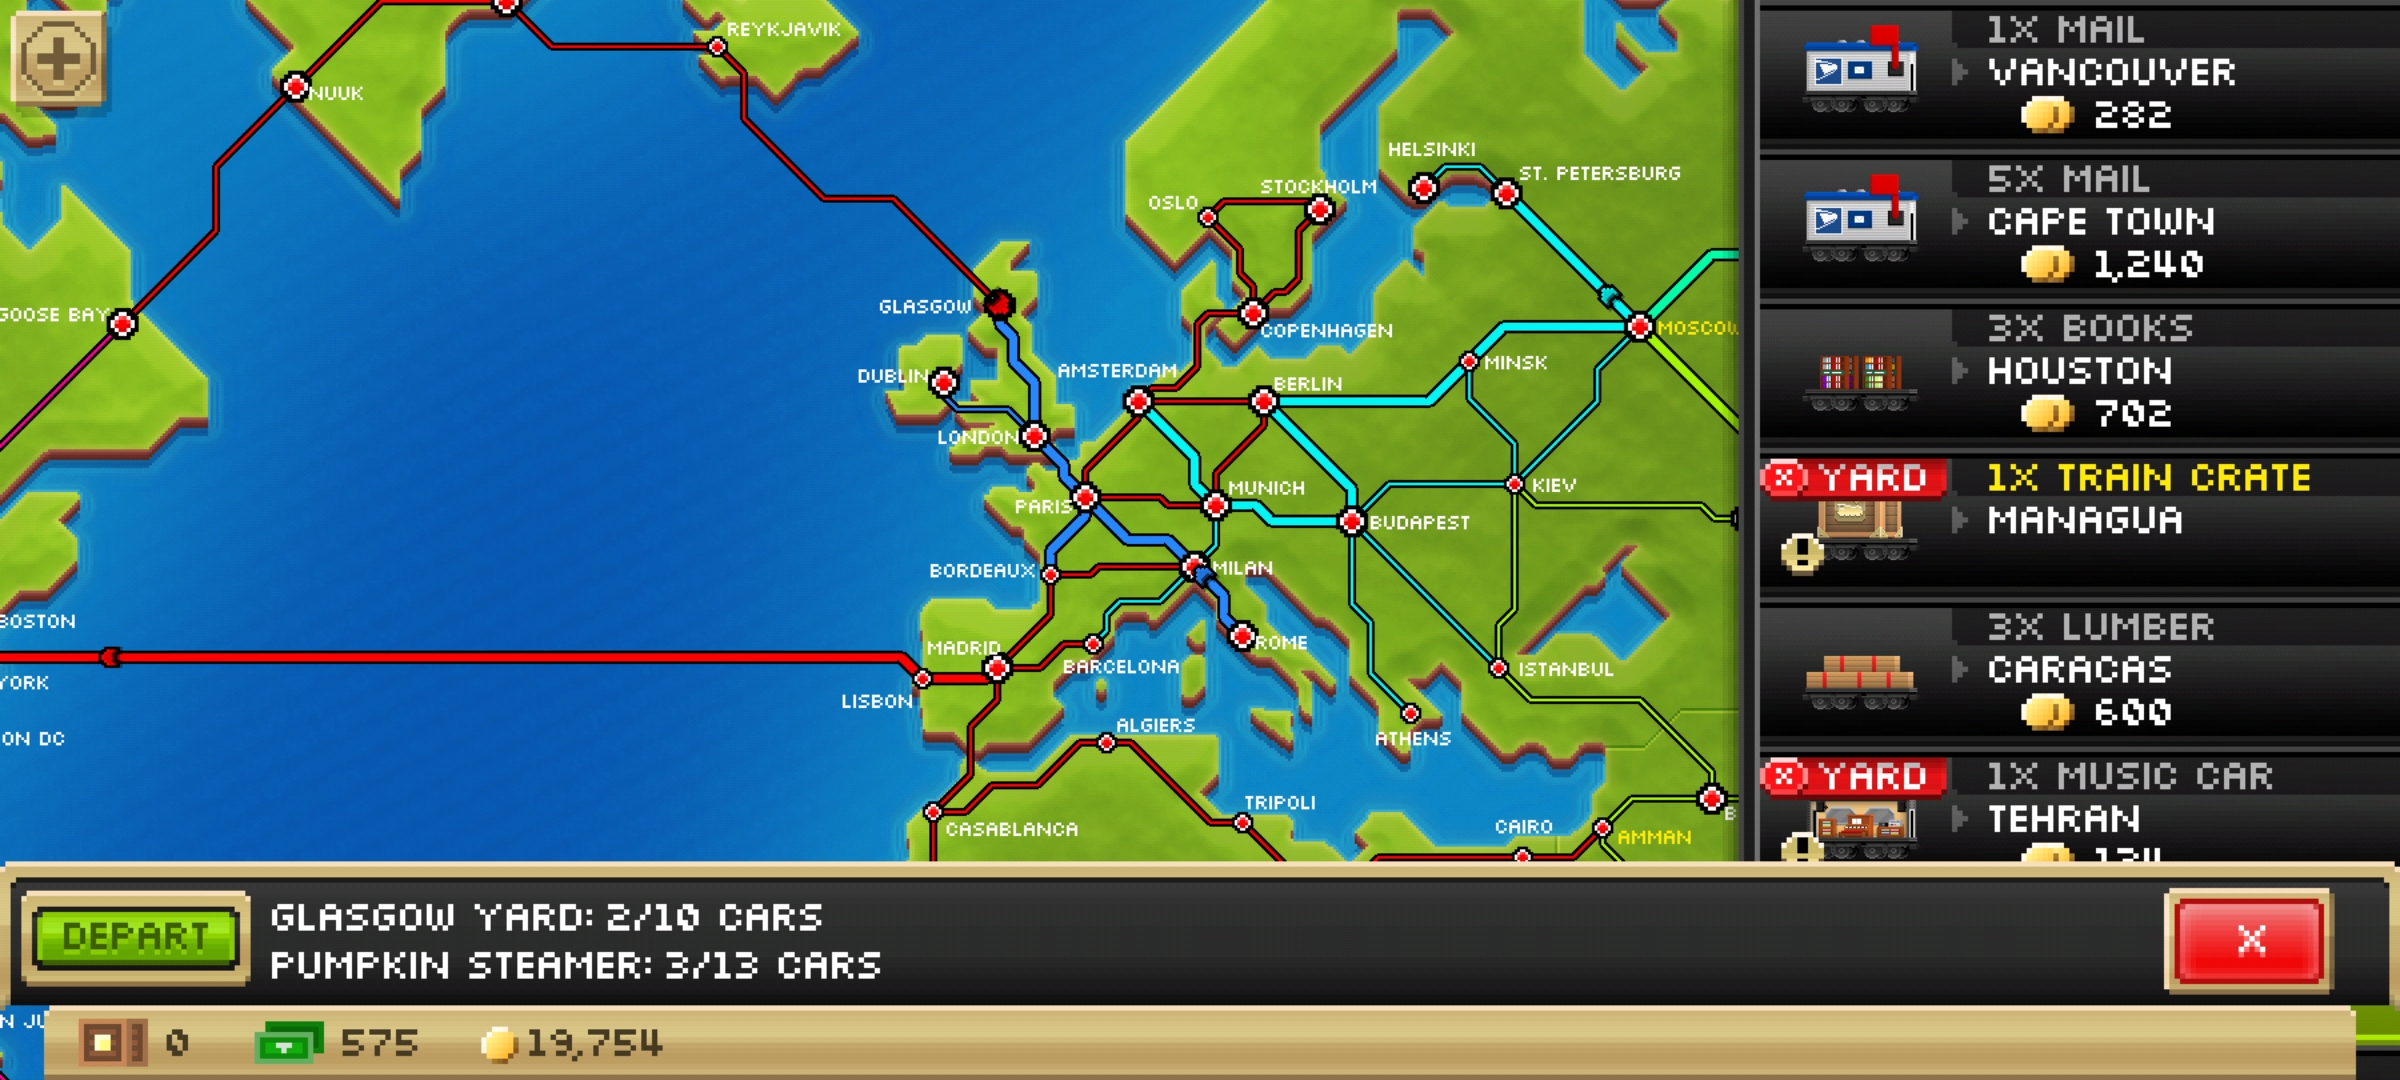 REYKJAVIK
NUUK
HELSINKI
ST. PETERSBURG
STOCKHOLM
OSLO
GLASGOW
GOOSE BAY
MOSCOW
COPENHAGEN
MINSK
AMSTERDAM
DUBLIN
BERLIN
LONDON
MUNICH
KIEV
PARIS
BUDAPEST
BORDEAUX
MILAN
BOSTON
ROME
MADRID
BARCELONA
ISTANBUL
YORK
LISBON
ALGIERS
ON DC
ATHENS
TRIPOLI
CASABLANCA
CAIRO
AMMAN
B
1X MAIL
VANCOUVER
282
5X MAIL
CAPE TOWN
1,240
3X BOOKS
HOUSTON
702
YARD
1X TRAIN CRATE
MANAGUA
3X LUMBER
CARACAS
600
YARD
1X MUSIC CAR
TEHRAN
134
DEPART
GLASGOW YARD: 2/10 CARS
PUMPKIN STEAMER: 3/13 CARS
X
N JU
0
575
19,754